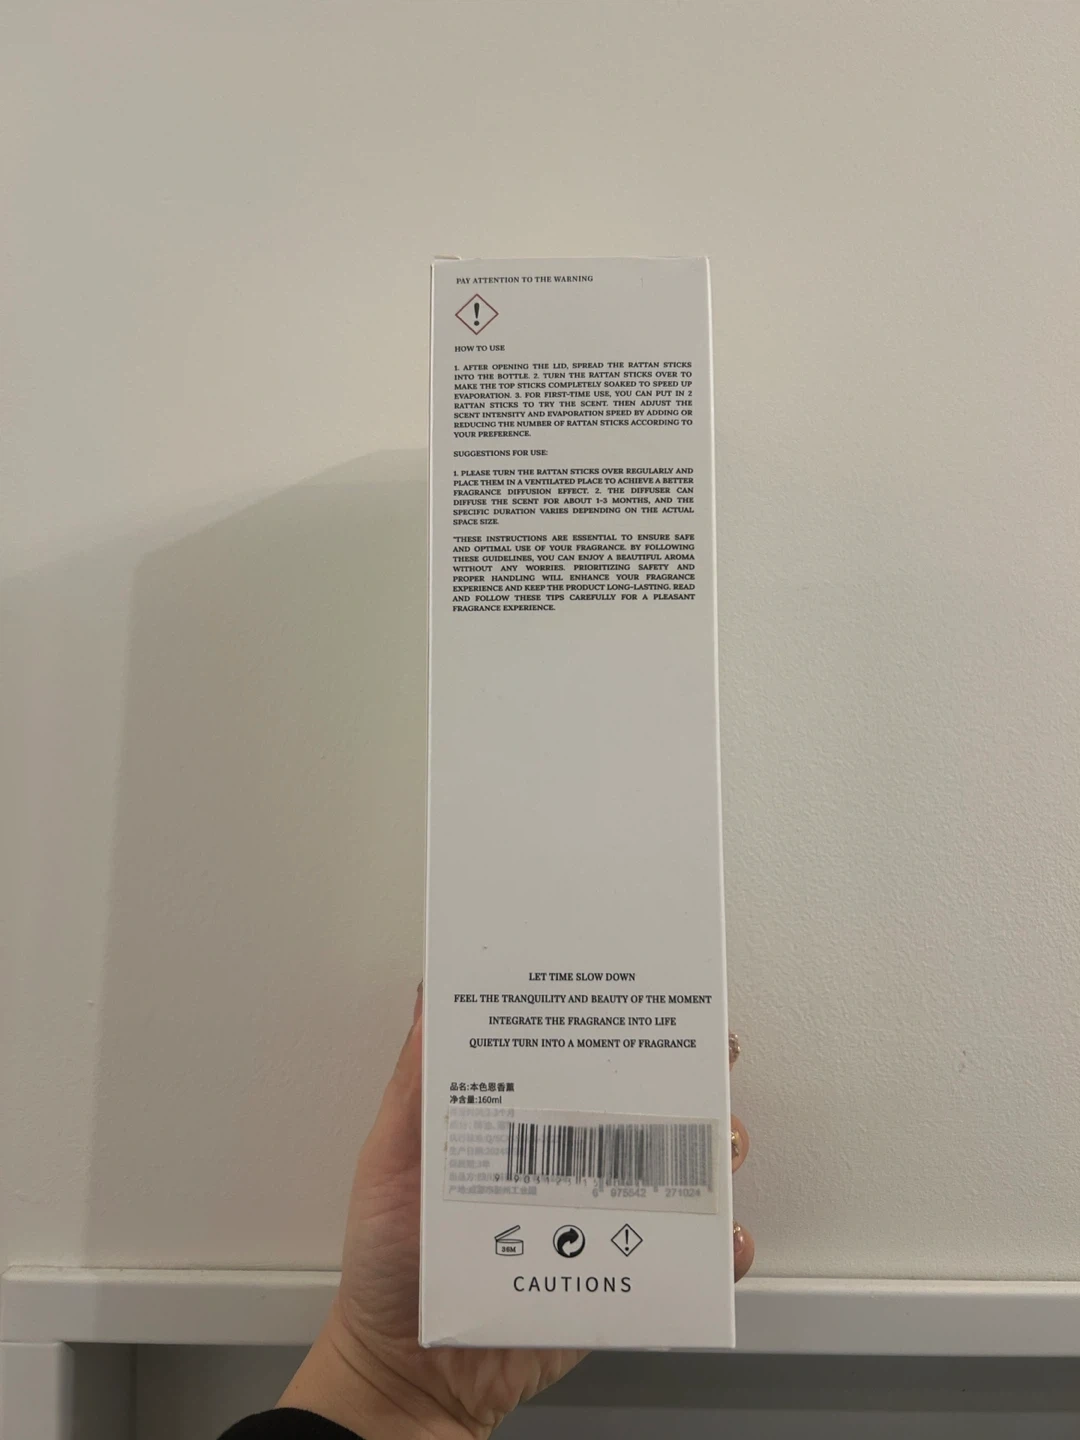 PAY ATTENTION TO THE WARNING
HOW TO USE
1. AFTER OPENING THE LID, SPREAD THE RATTAN STICKS
INTO THE BOTTLE. 2. TURN THE RATTAN STICKS OVER TO
MAKE THE TOP STICKS COMPLETELY SOAKED TO SPEED UP
EVAPORATION. 3. FOR FIRST-TIME USE, YOU CAN PUT IN 2
RATTAN STICKS TO TRY THE SCENT. THEN ADJUST THE
SCENT INTENSITY AND EVAPORATION SPEED BY ADDING OR
REDUCING THE NUMBER OF RATTAN STICKS ACCORDING TO
YOUR PREFERENCE.
SUGGESTIONS FOR USE:
1. PLEASE TURN THE RATTAN STICKS OVER REGULARLY AND
PLACE THEM IN A VENTILATED PLACE TO ACHIEVE A BETTER
FRAGRANCE DIFFUSION EFFECT. 2. THE DIFFUSER CAN
DIFFUSE THE SCENT FOR ABOUT 1-3 MONTHS, AND THE
SPECIFIC DURATION VARIES DEPENDING ON THE ACTUAL
SPACE SIZE.
"THESE INSTRUCTIONS ARE ESSENTIAL TO ENSURE SAFE
AND OPTIMAL USE OF YOUR FRAGRANCE. BY FOLLOWING
THESE GUIDELINES, YOU CAN ENJOY A BEAUTIFUL AROMA
WITHOUT ANY WORRIES. PRIORITIZING SAFETY AND
PROPER HANDLING WILL ENHANCE YOUR FRAGRANCE
EXPERIENCE AND KEEP THE PRODUCT LONG-LASTING. READ
AND FOLLOW THESE TIPS CAREFULLY FOR A PLEASANT
FRAGRANCE EXPERIENCE.
LET TIME SLOW DOWN
FEEL THE TRANQUILITY AND BEAUTY OF THE MOMENT
INTEGRATE THE FRAGRANCE INTO LIFE
QUIETLY TURN INTO A MOMENT OF FRAGRANCE
品名:本色恩香薰
净含量:160ml
6 975542 271024
36M
CAUTIONS